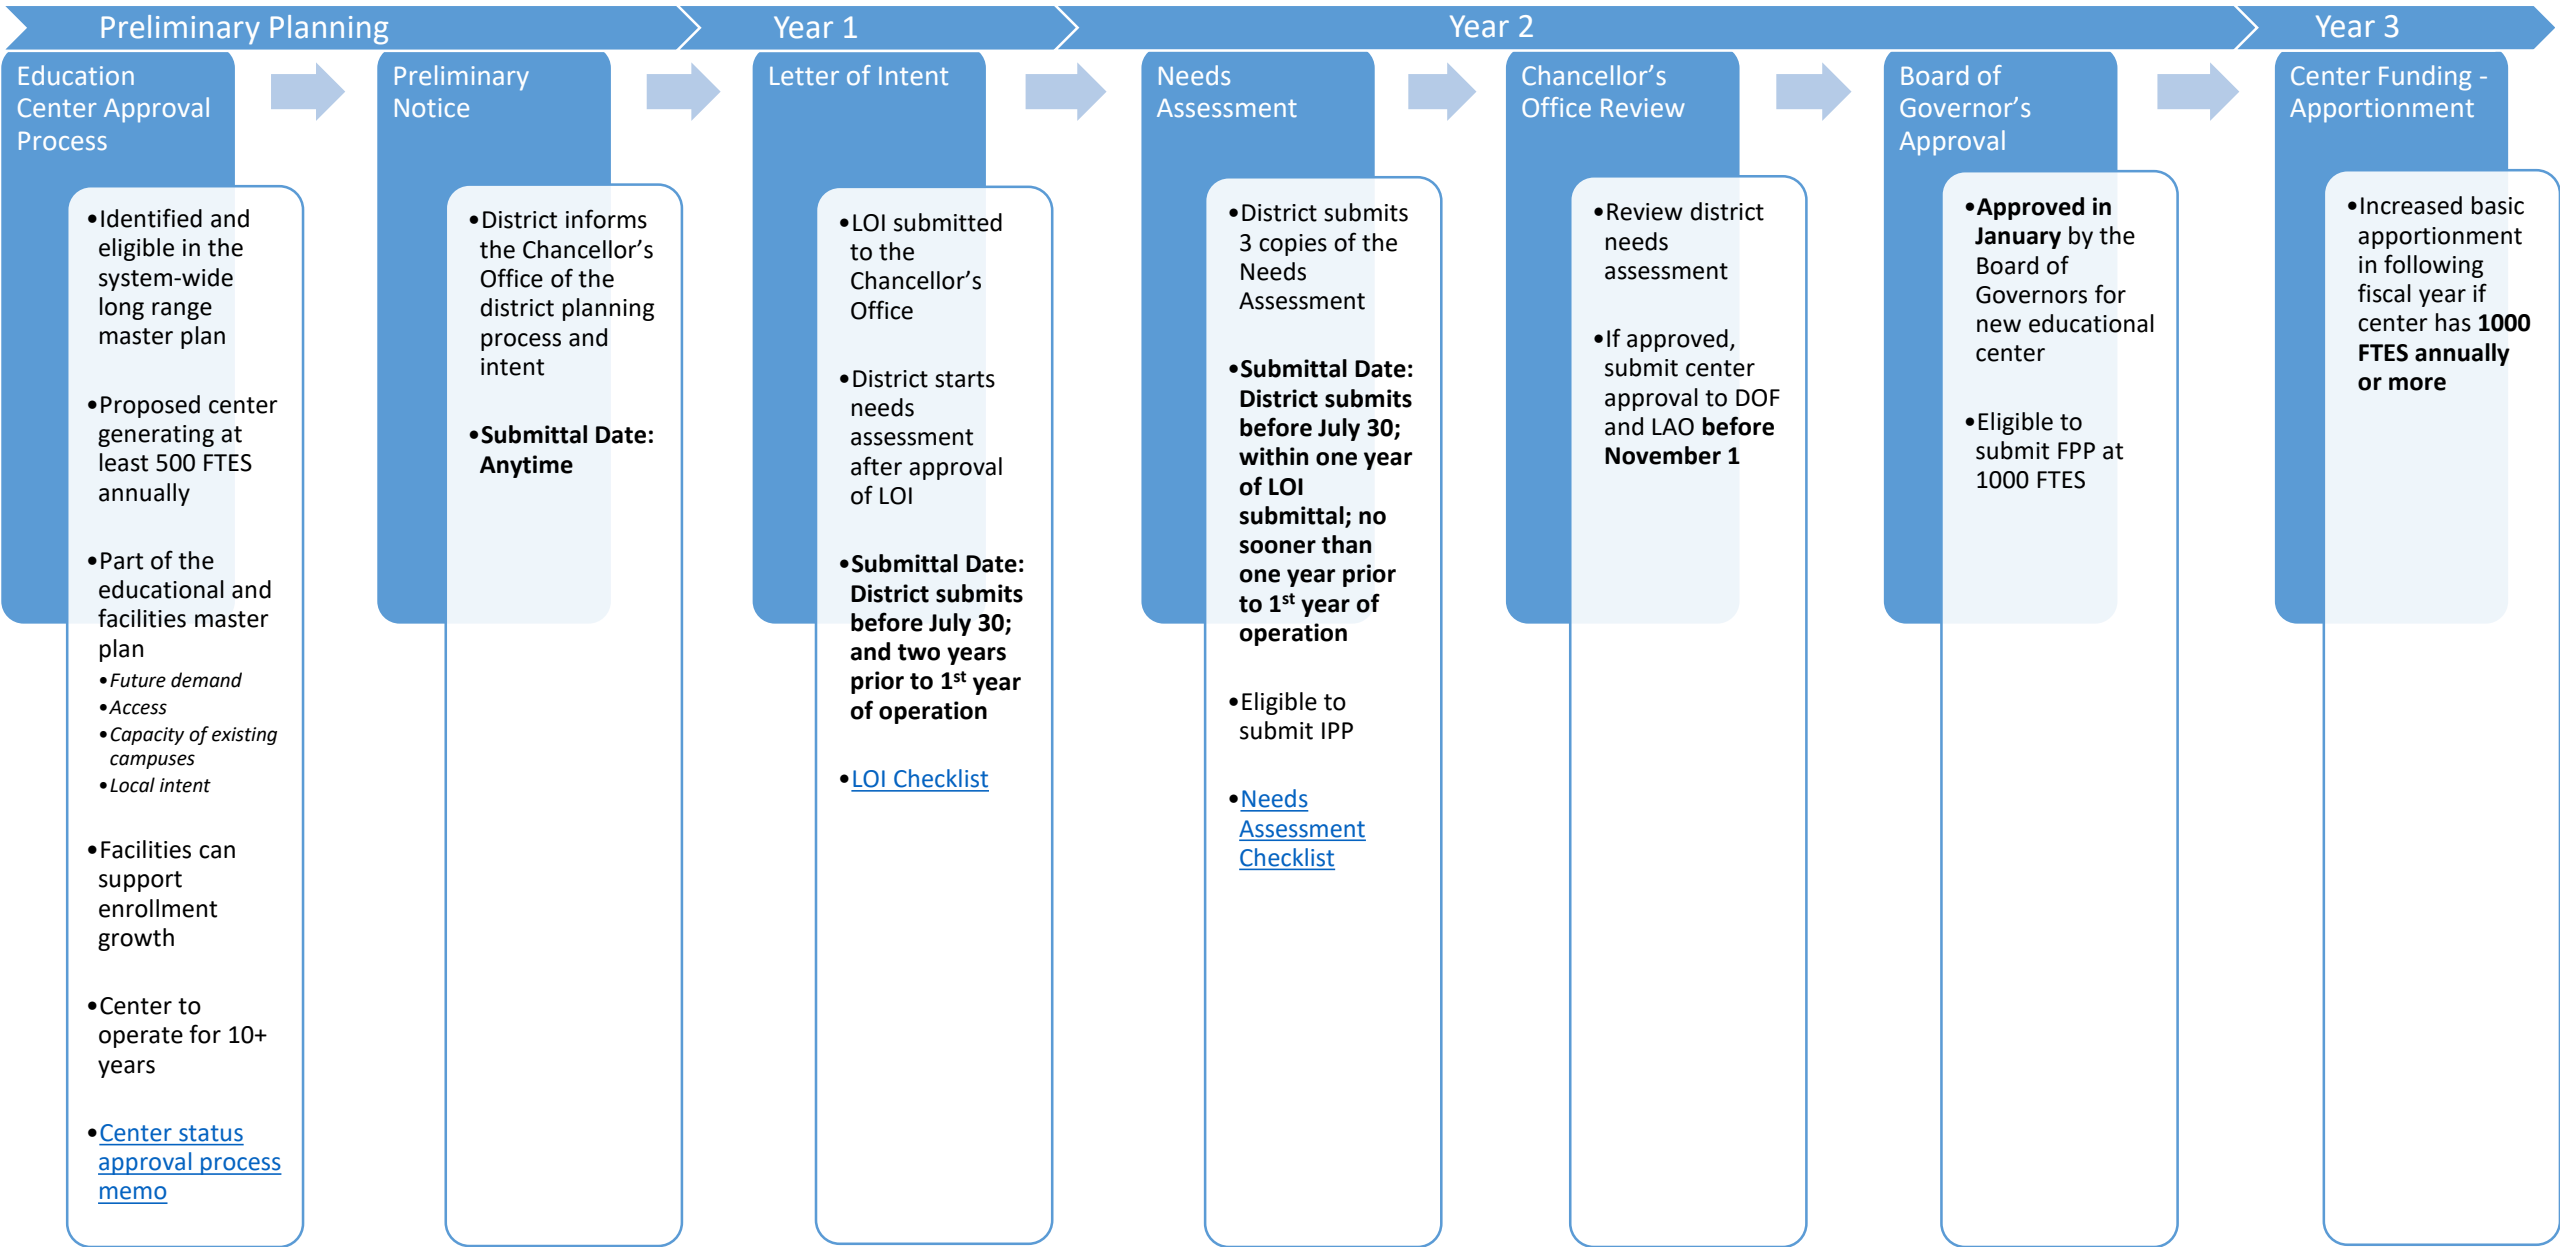 Preliminary Planning
Year 1
Year 2
Year 3
Education
Center Approval
Process
•Identified and
eligible in the
system-wide
long range
master plan
•Proposed center
generating at
least 500 FTES
annually
•Part of the
educational and
facilities master
plan
•Future demand
•Access
•Capacity of existing
campuses
•Local intent
•Facilities can
support
enrollment
growth
•Center to
operate for 10+
years
•Center status
approval process
memo
Preliminary
Notice
•District informs
the Chancellor’s
Office of the
district planning
process and
intent
•Submittal Date:
Anytime
Letter of Intent
•LOI submitted
to the
Chancellor’s
Office
•District starts
needs
assessment
after approval
of LOI
•Submittal Date:
District submits
before July 30;
and two years
prior to 1st year
of operation
•LOI Checklist
Needs
Assessment
•District submits
3 copies of the
Needs
Assessment
•Submittal Date:
District submits
before July 30;
within one year
of LOI
submittal; no
sooner than
one year prior
to 1st year of
operation
•Eligible to
submit IPP
•Needs
Assessment
Checklist
Chancellor’s
Office Review
•Review district
needs
assessment
•If approved,
submit center
approval to DOF
and LAO before
November 1
Board of
Governor’s
Approval
•Approved in
January by the
Board of
Governors for
new educational
center
•Eligible to
submit FPP at
1000 FTES
Center Funding -
Apportionment
•Increased basic
apportionment
in following
fiscal year if
center has 1000
FTES annually
or more